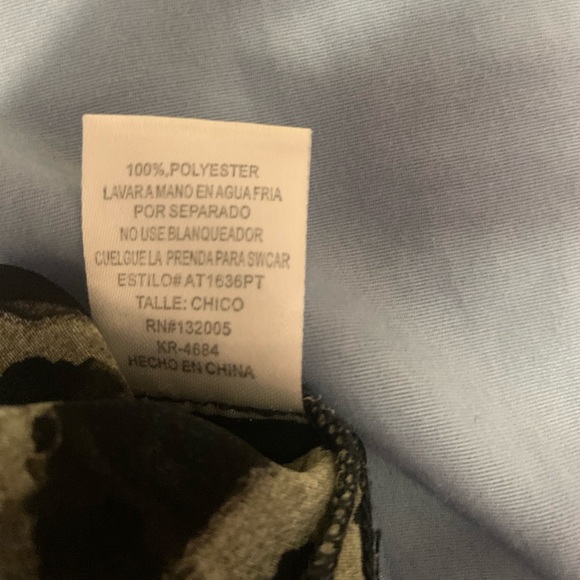 100%.POLYESTER
LAVAR A MANO EN AGUA FRIA
POR SEPARADO
NO USE BLANQUEADOR
CUELGUE LA PRENDA PARA SWCAR
ESTILO# AT1636PT
TALLE: CHICO
RN#132005
KR-4684
HECHO EN CHINA